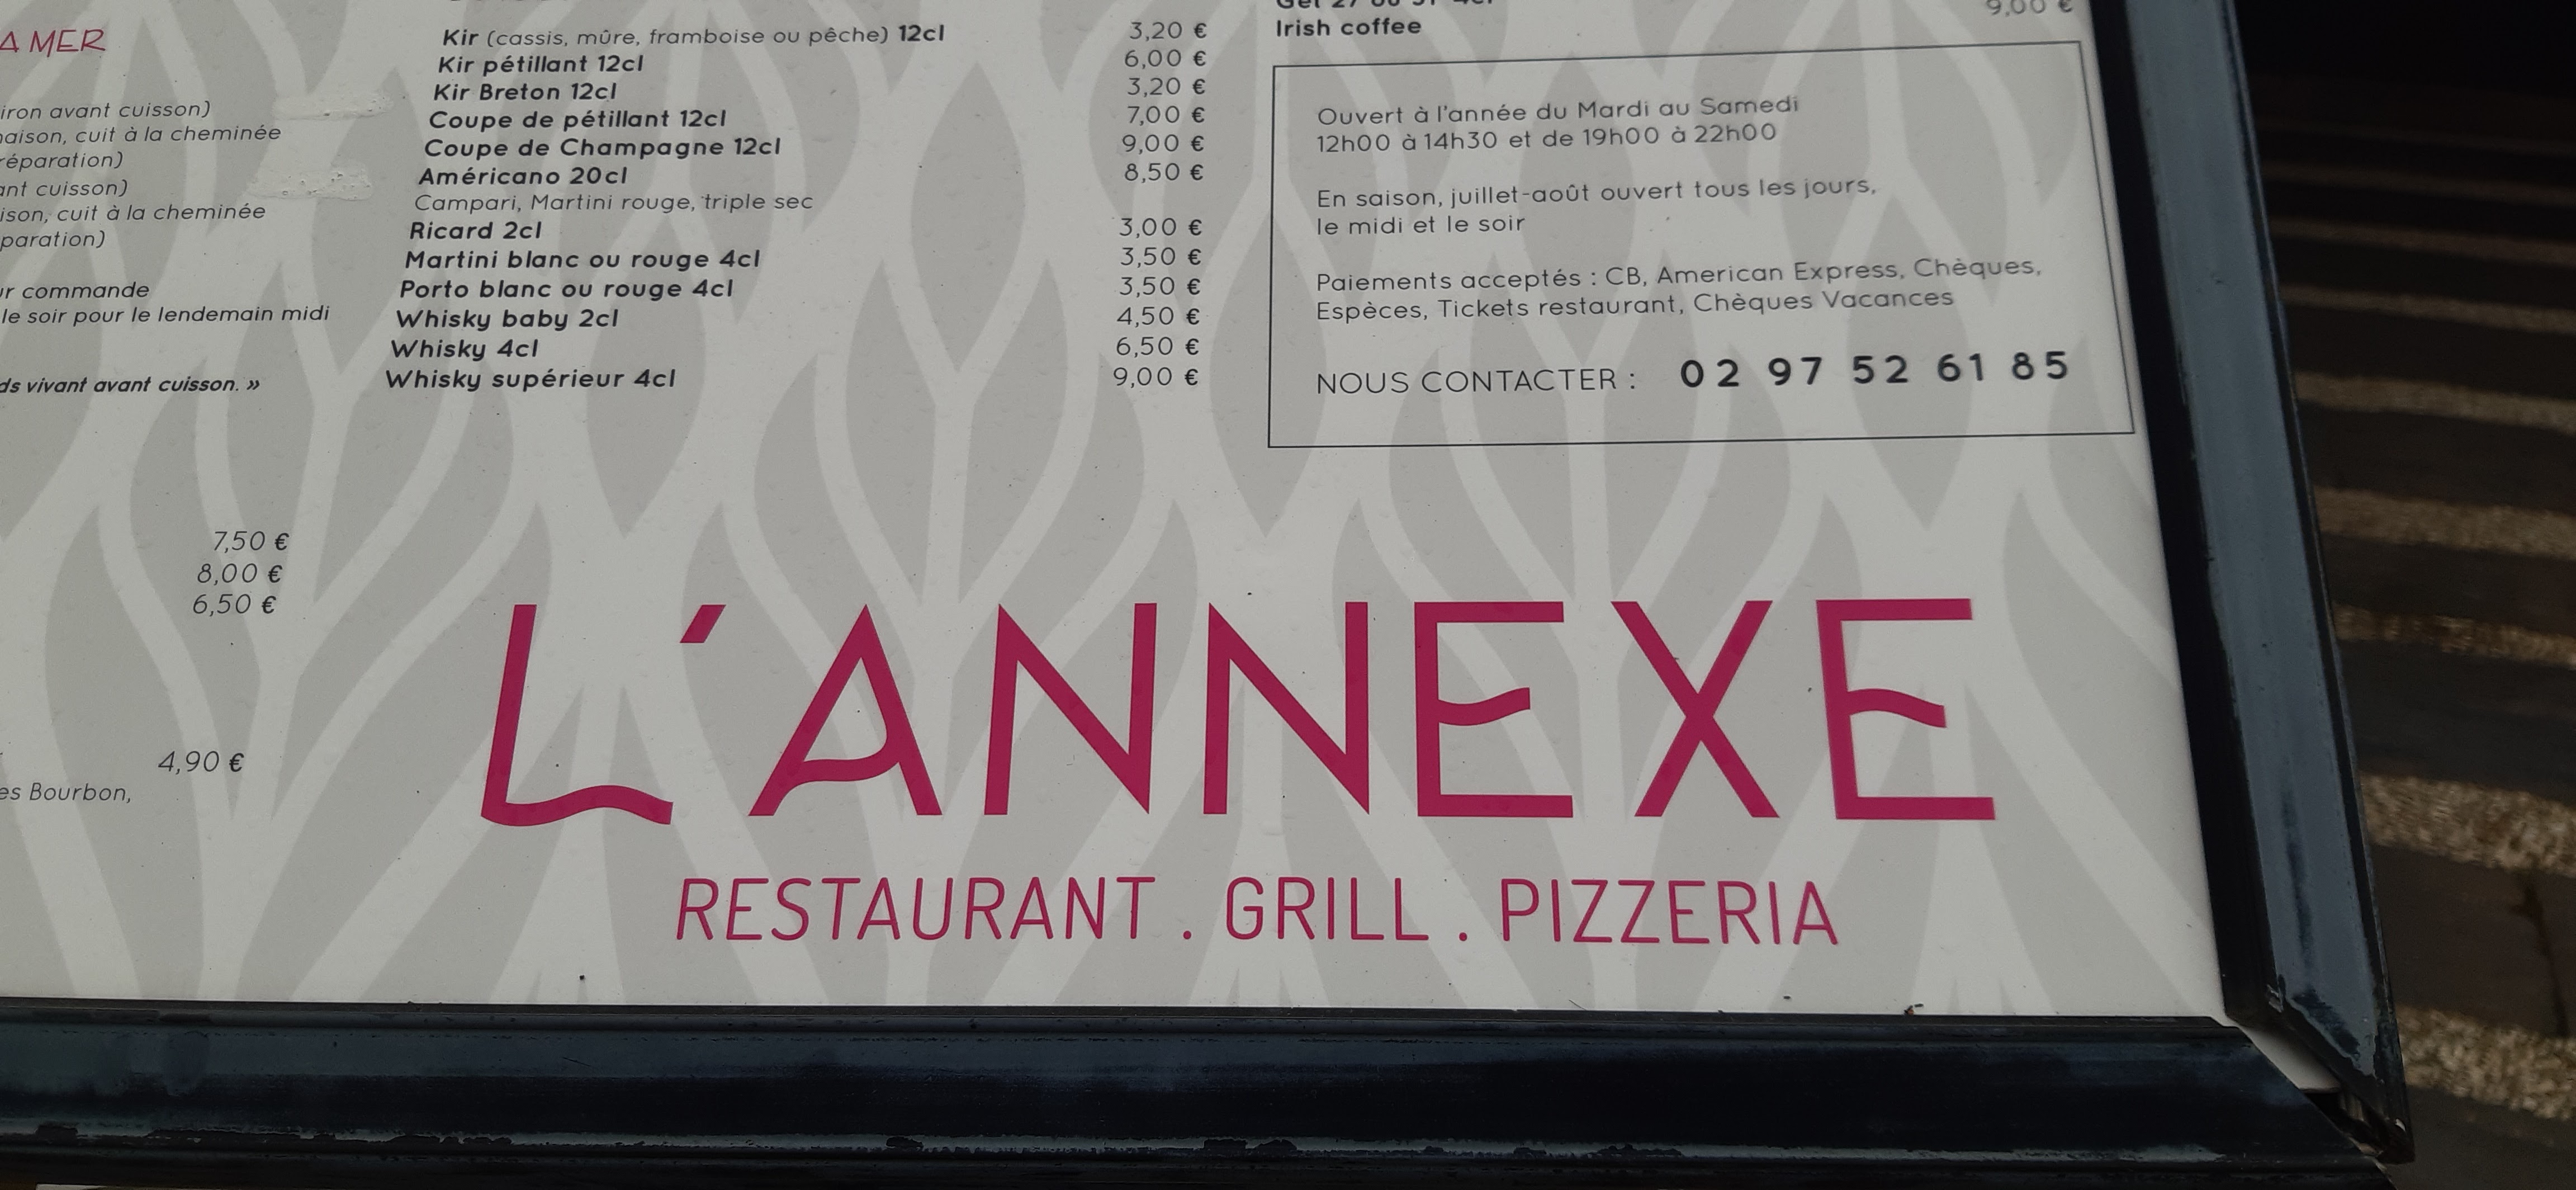 A MER
avant cuisson)
cuit à la cheminée
cuisson)
cuit à la cheminée
commande
le soir pour le lendemain midi
vivant avant cuisson. »
7,50 €
8,00 €
6,50 €
4,90 €
Bourbon,
Kir (cassis, mûre, framboise ou pêche) 12cl 3,20 €
Kir pétillant 12cl 6,00 €
Kir Breton 12cl 3,20 €
Coupe de pétillant 12cl 7,00 €
Coupe de Champagne 12cl 9,00 €
Américano 20cl 8,50 €
Campari, Martini rouge, triple sec
Ricard 2cl 3,00 €
Martini blanc ou rouge 4cl 3,50 €
Porto blanc ou rouge 4cl 3,50 €
Whisky baby 2cl 4,50 €
Whisky 4cl 6,50 €
Whisky supérieur 4cl 9,00 €
Irish coffee 9,00 €
Ouvert à l'année du Mardi au Samedi
12h00 à 14h30 et de 19h00 à 22h00
En saison, juillet-août ouvert tous les jours,
le midi et le soir
Paiements acceptés : CB, American Express, Chèques,
Espèces, Tickets restaurant, Chèques Vacances
NOUS CONTACTER : 02 97 52 61 85
L'ANNEXE
RESTAURANT . GRILL . PIZZERIA